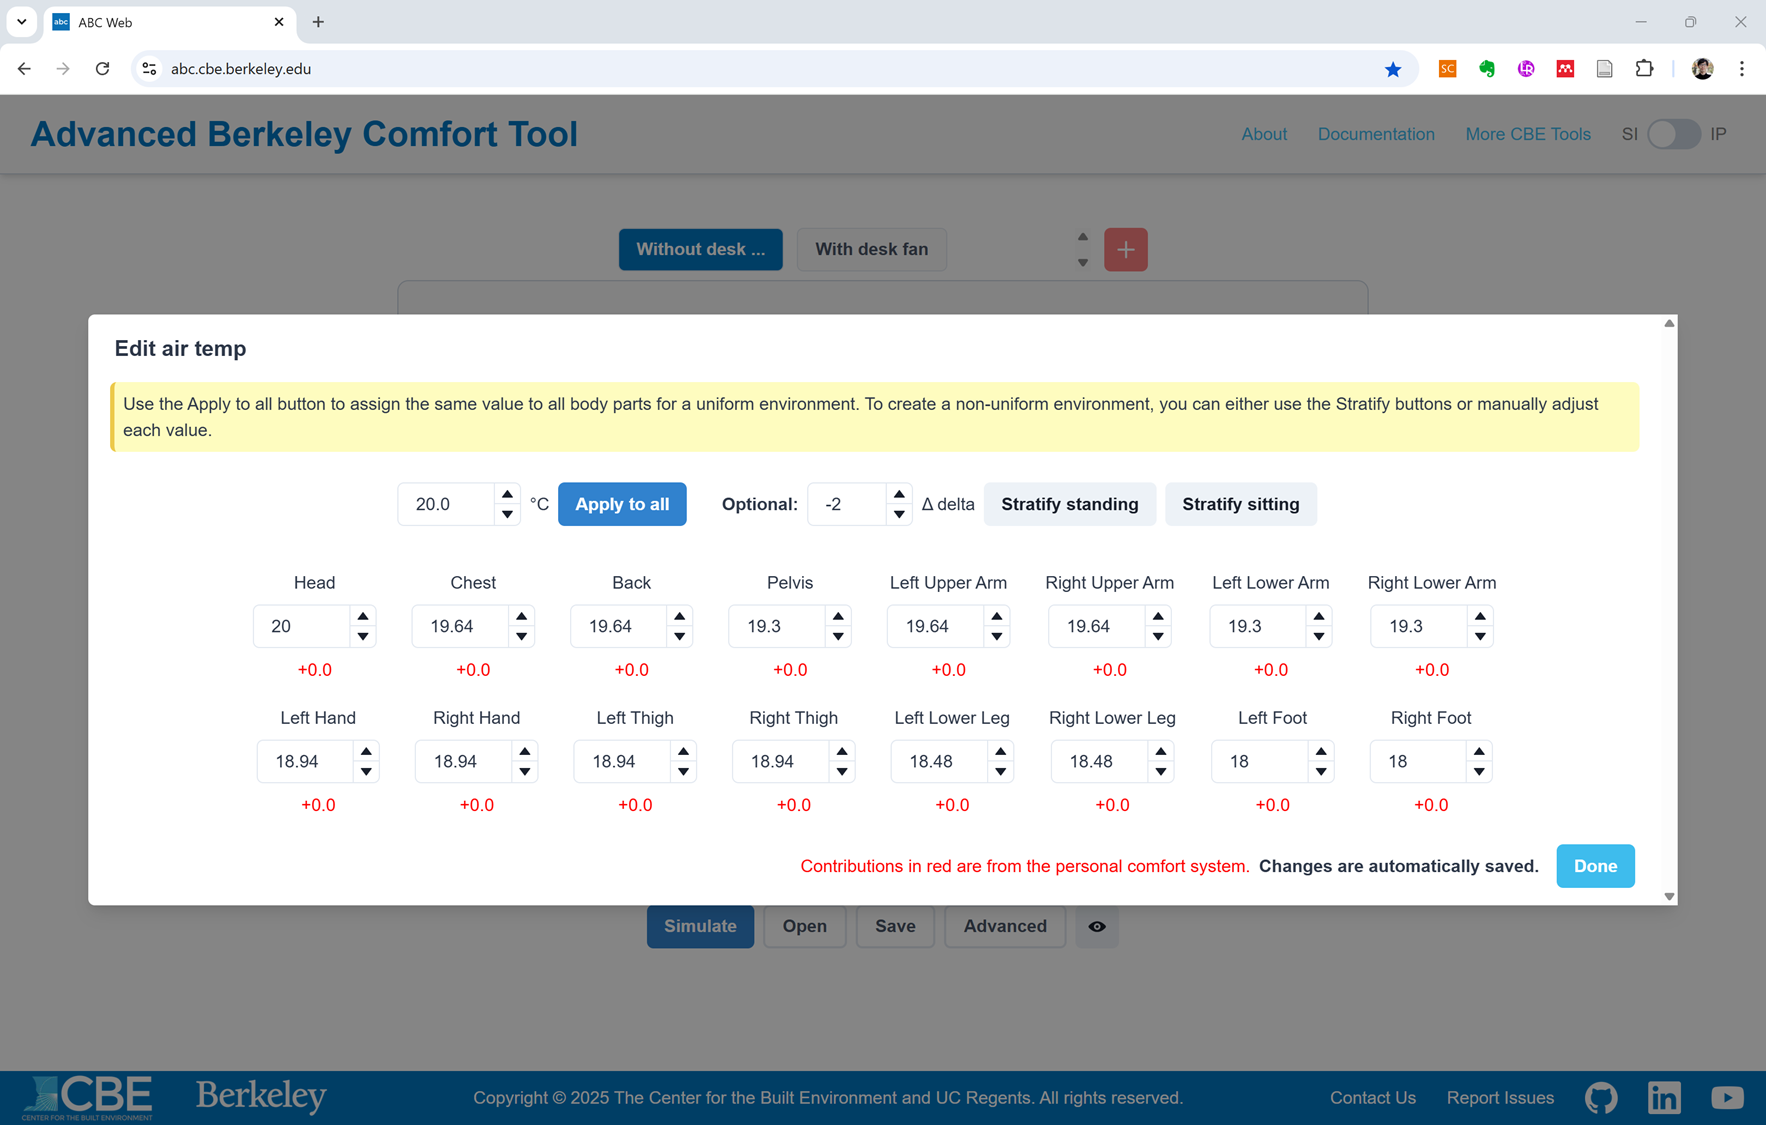 abc
ABC Web
abc.cbe.berkeley.edu
SC
Advanced Berkeley Comfort Tool
About
Documentation
More CBE Tools
SI
IP
Without desk ...
With desk fan
+
Edit air temp
Use the Apply to all button to assign the same value to all body parts for a uniform environment. To create a non-uniform environment, you can either use the Stratify buttons or manually adjust
each value.
20.0
°C
Apply to all
Optional:
-2
Δ delta
Stratify standing
Stratify sitting
Head
Chest
Back
Pelvis
Left Upper Arm
Right Upper Arm
Left Lower Arm
Right Lower Arm
20
19.64
19.64
19.3
19.64
19.64
19.3
19.3
+0.0
+0.0
+0.0
+0.0
+0.0
+0.0
+0.0
+0.0
Left Hand
Right Hand
Left Thigh
Right Thigh
Left Lower Leg
Right Lower Leg
Left Foot
Right Foot
18.94
18.94
18.94
18.94
18.48
18.48
18
18
+0.0
+0.0
+0.0
+0.0
+0.0
+0.0
+0.0
+0.0
Contributions in red are from the personal comfort system.
Changes are automatically saved.
Done
Simulate
Open
Save
Advanced
CBE
CENTER FOR THE BUILT ENVIRONMENT
Berkeley
Copyright © 2025 The Center for the Built Environment and UC Regents. All rights reserved.
Contact Us
Report Issues
in